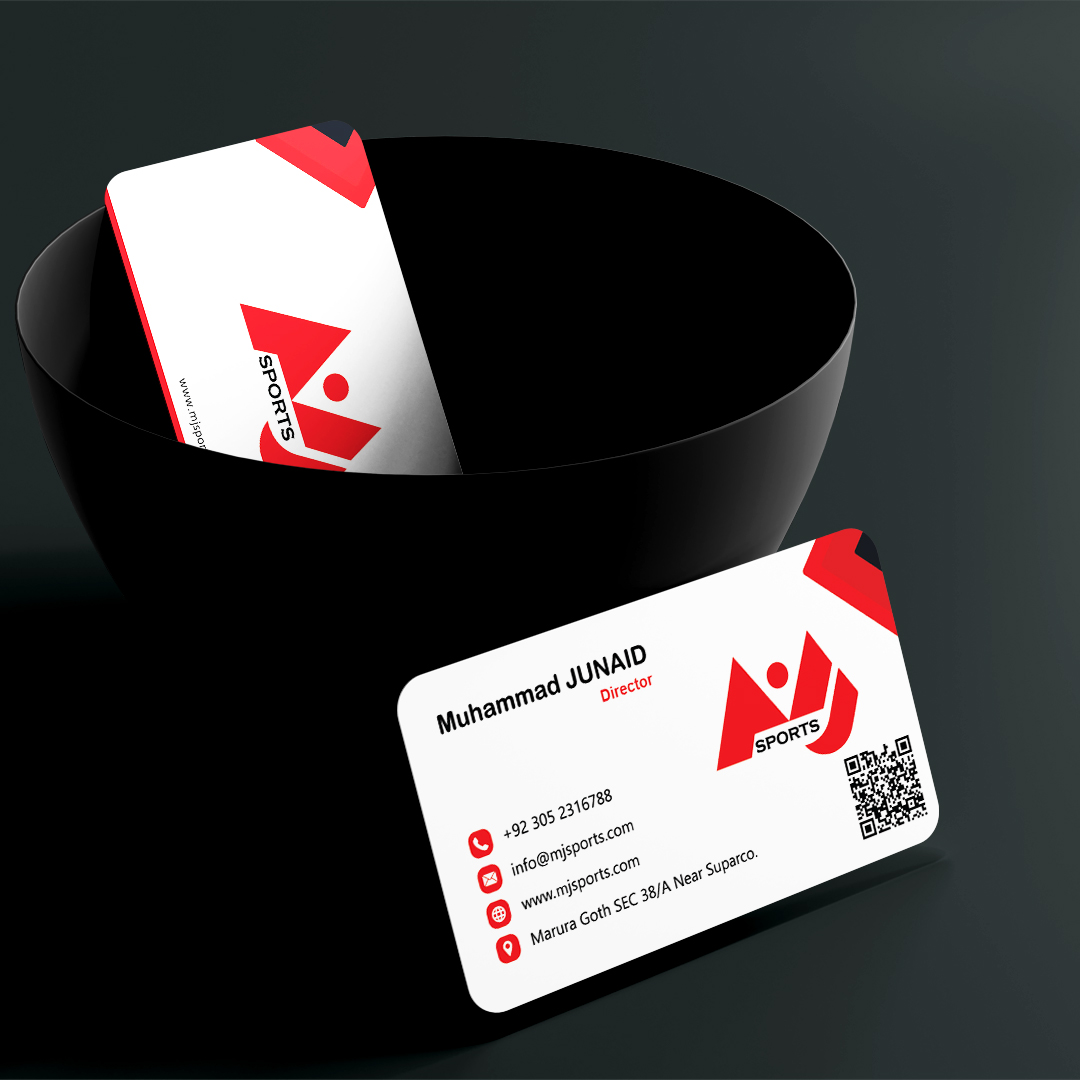 www.mjspor
SPORTS
Muhammad JUNAID
Director
MJ
SPORTS
+92 305 2316788
info@mjsports.com
www.mjsports.com
Marura Goth SEC 38/A Near Suparco.